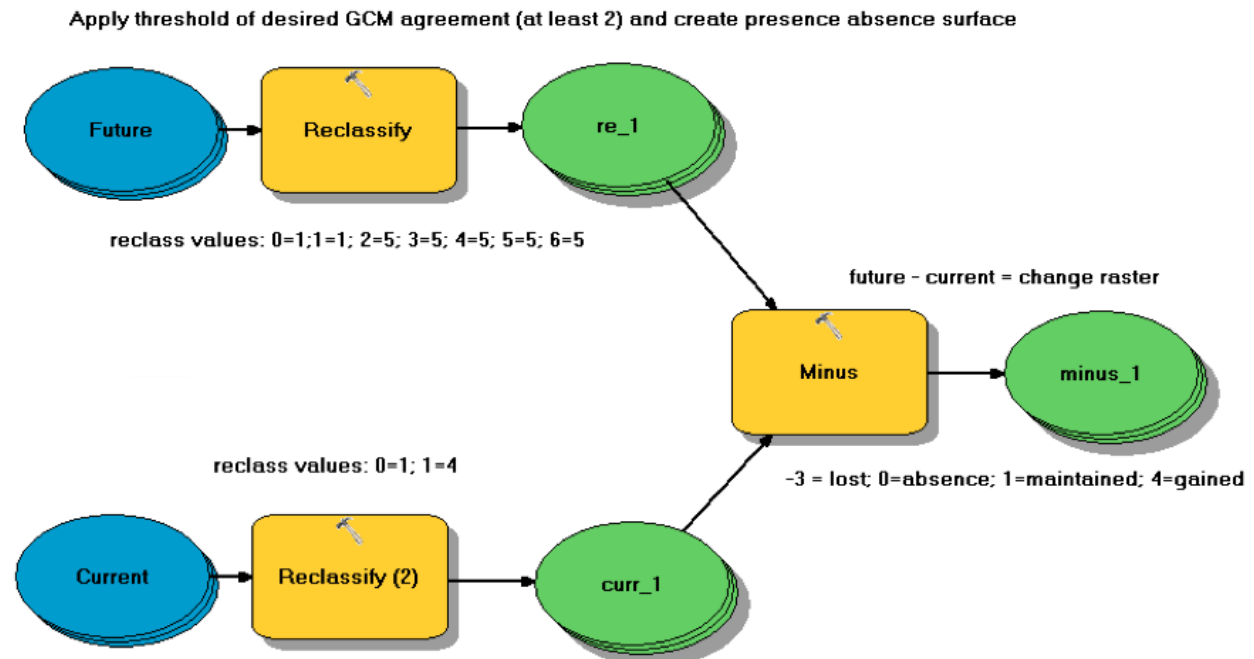 Apply threshold of desired GCM agreement (at least 2) and create presence absence surface
Future
Reclassify
re_1
reclass values: 0=1;1=1; 2=5; 3=5; 4=5; 5=5; 6=5
future - current = change raster
Minus
minus_1
reclass values: 0=1; 1=4
-3 = lost; 0=absence; 1=maintained; 4=gained
Current
Reclassify (2)
curr_1